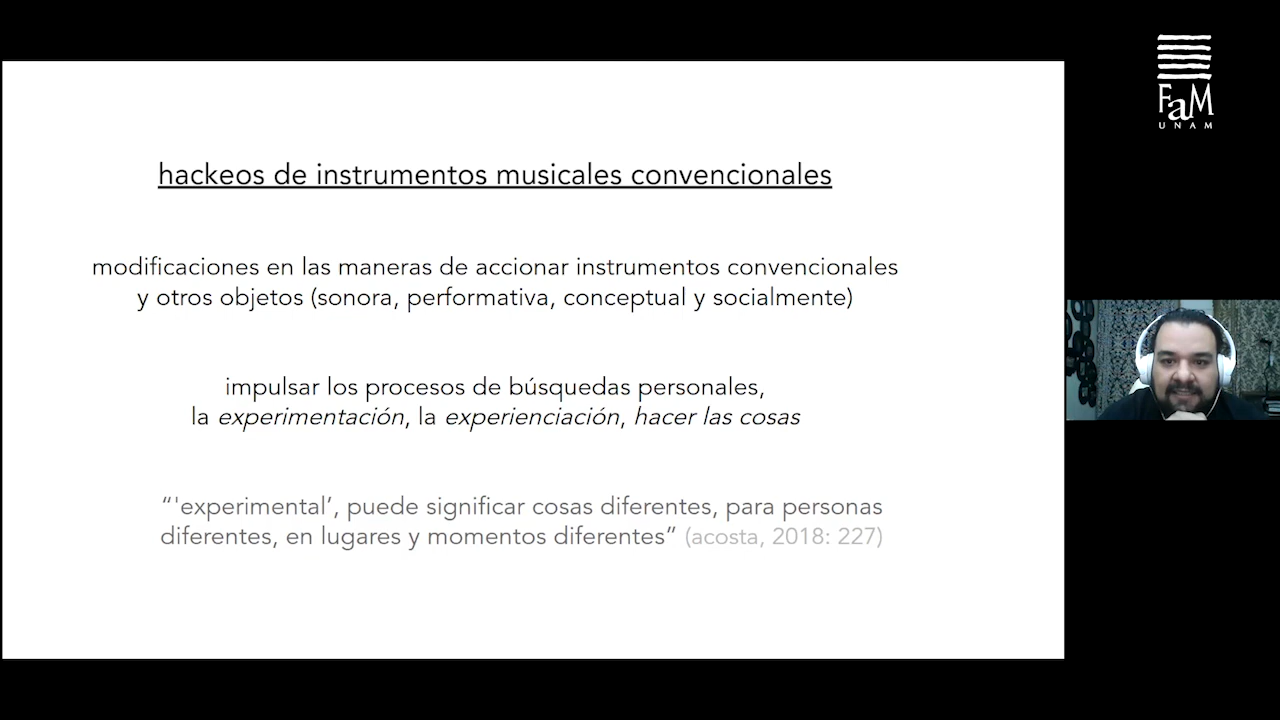 hackeos de instrumentos musicales convencionales
modificaciones en las maneras de accionar instrumentos convencionales
y otros objetos (sonora, performativa, conceptual y socialmente)
impulsar los procesos de búsquedas personales,
la experimentación, la experienciación, hacer las cosas
“'experimental’, puede significar cosas diferentes, para personas
diferentes, en lugares y momentos diferentes” (acosta, 2018: 227)
FaM
UNAM